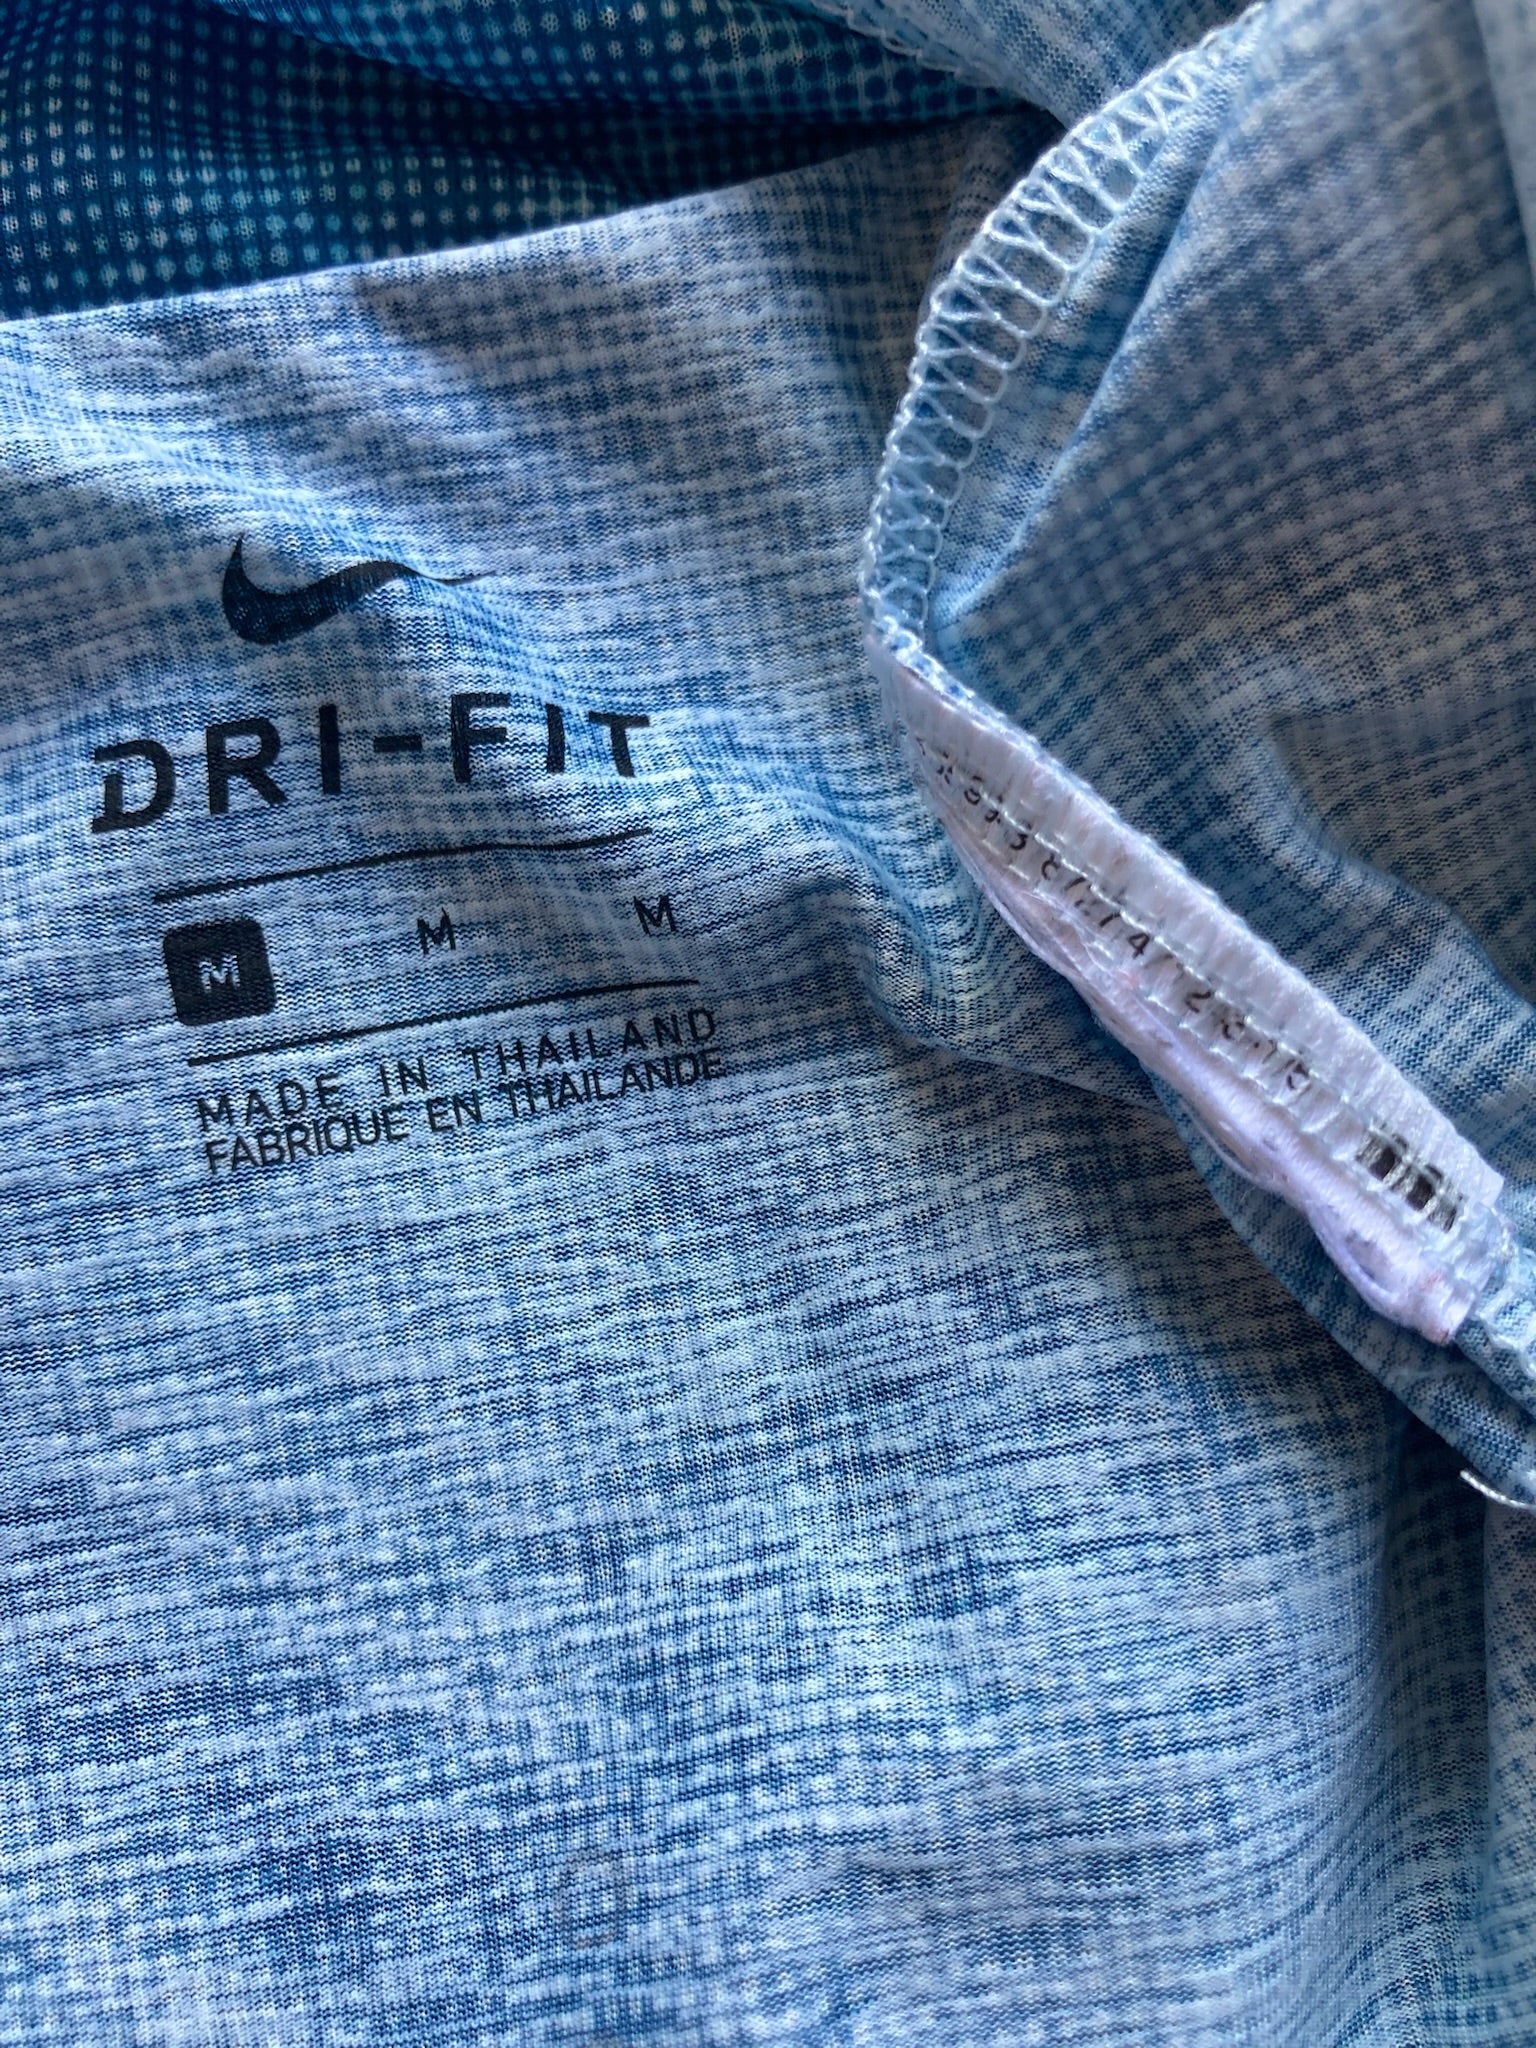 DRI-FIT
M M M
MADE IN THAILAND
FABRIQUE EN THAILANDE